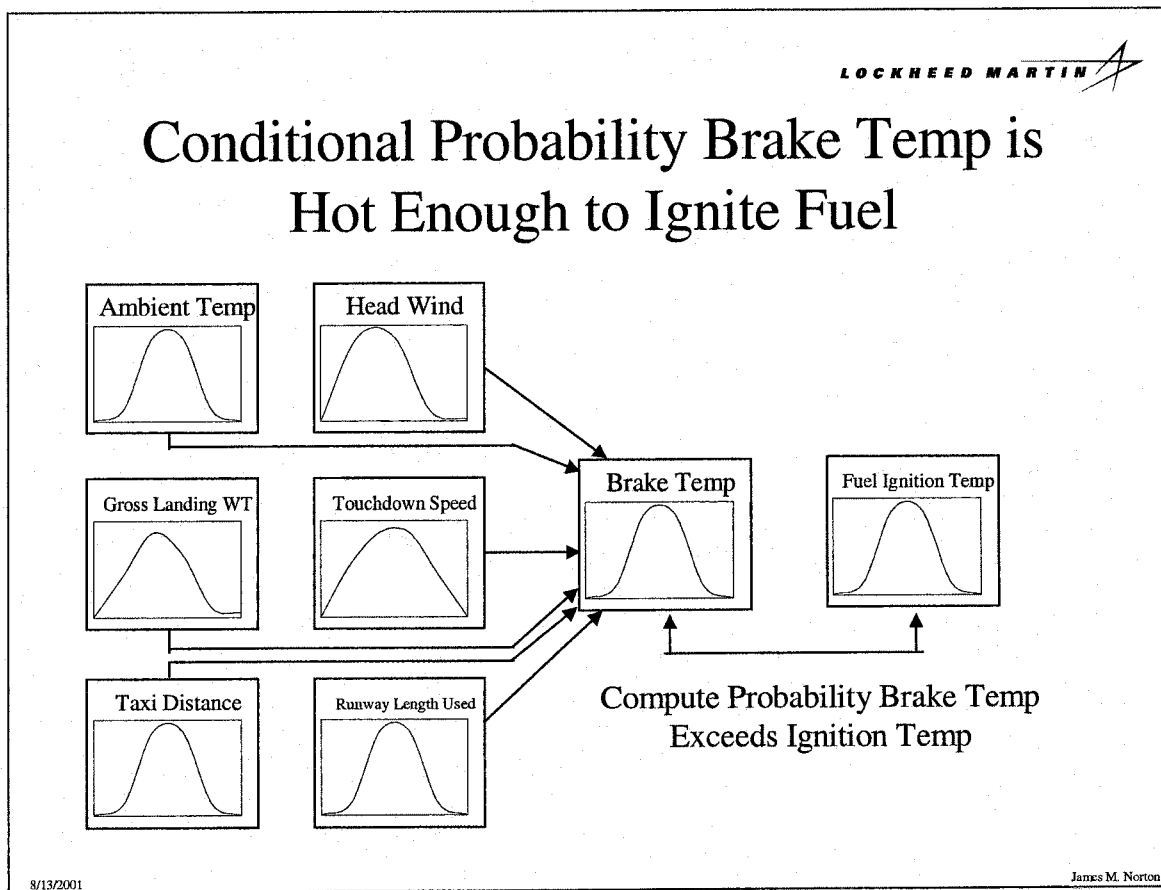 LOCKHEED MARTIN
Conditional Probability Brake Temp is
Hot Enough to Ignite Fuel
Ambient Temp
Head Wind
Gross Landing WT
Touchdown Speed
Brake Temp
Fuel Ignition Temp
Taxi Distance
Runway Length Used
Compute Probability Brake Temp
Exceeds Ignition Temp
8/13/2001
James M. Norton